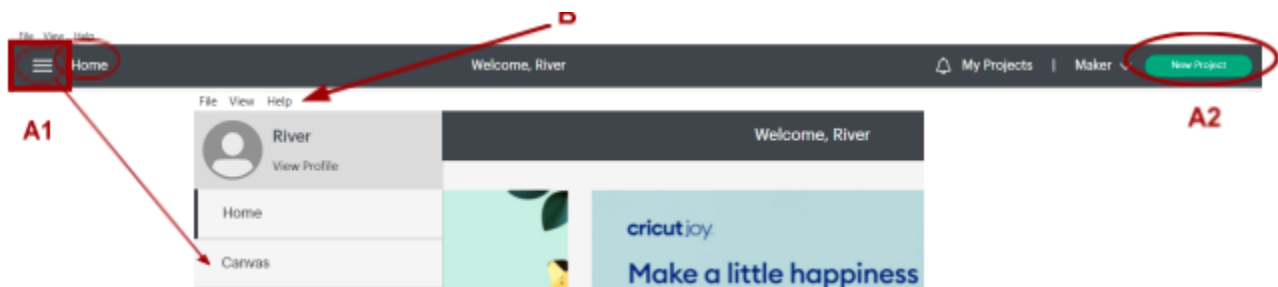 B
File View Help
Home Welcome, River My Projects | Maker New Project
File View Help
A1
A2
River
Welcome, River
View Profile
Home
cricut joy.
Canvas
Make a little happiness